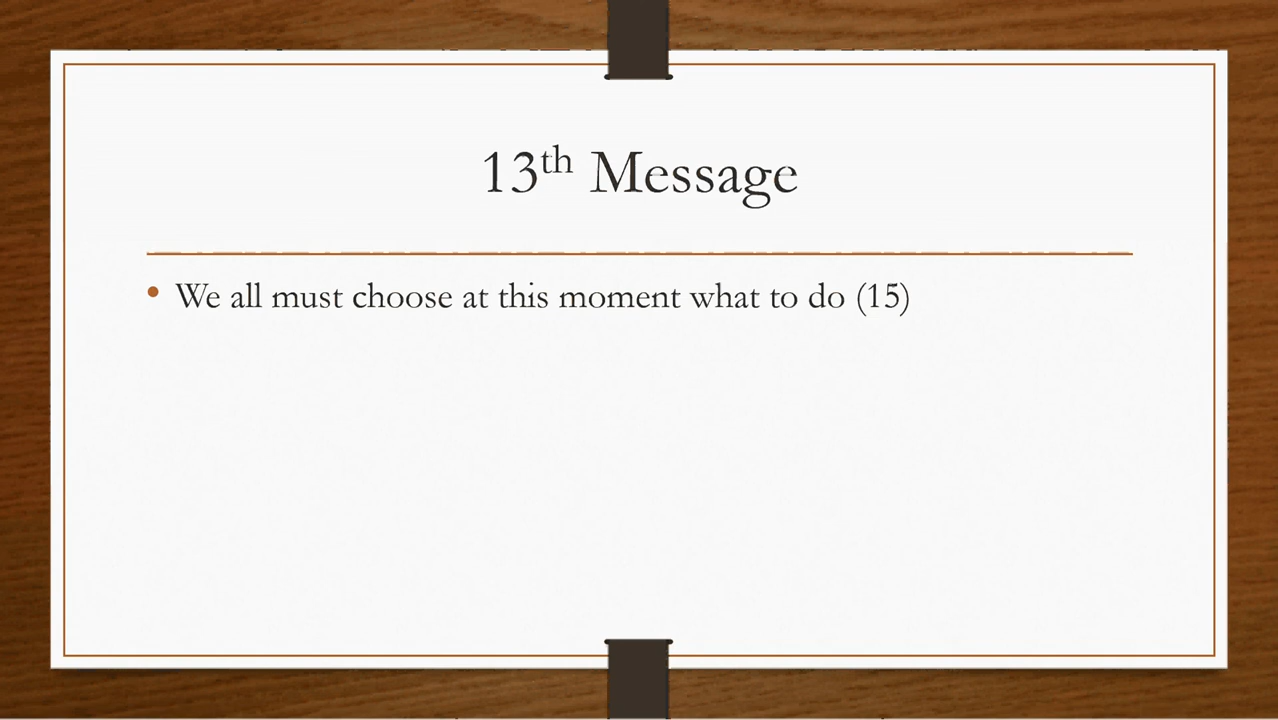 13th Message
• We all must choose at this moment what to do (15)